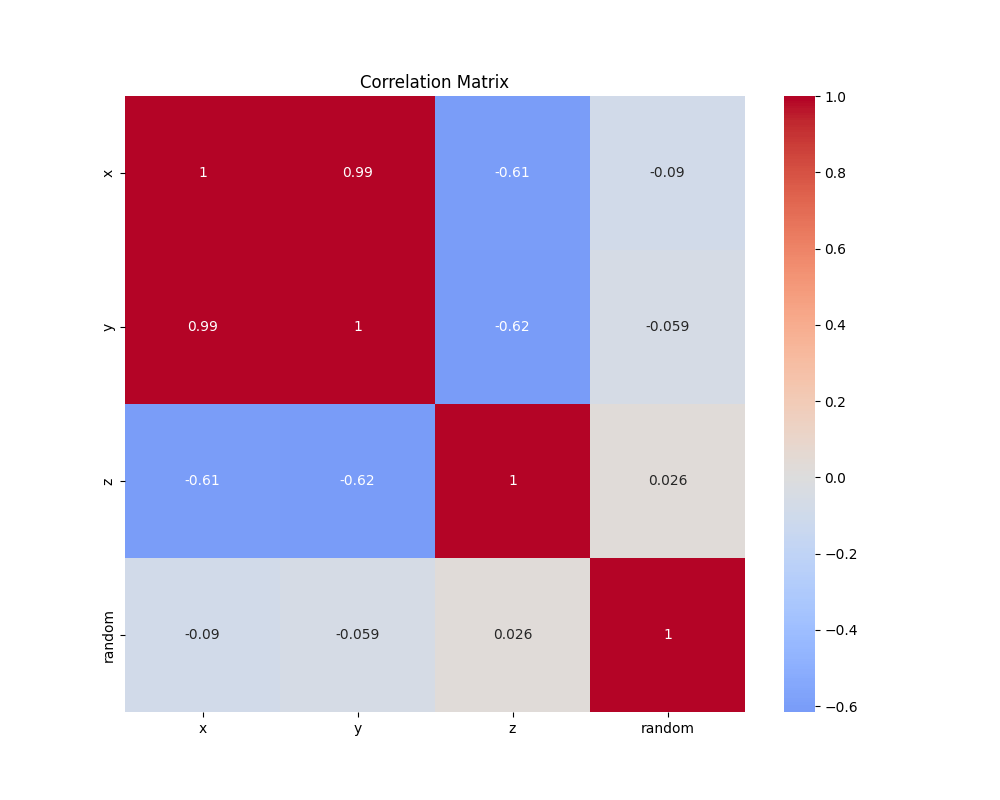 Correlation Matrix
x 1 0.99 -0.61 -0.09
y 0.99 1 -0.62 -0.059
z -0.61 -0.62 1 0.026
random -0.09 -0.059 0.026 1
x y z random
1.0
0.8
0.6
0.4
0.2
0.0
−0.2
−0.4
−0.6